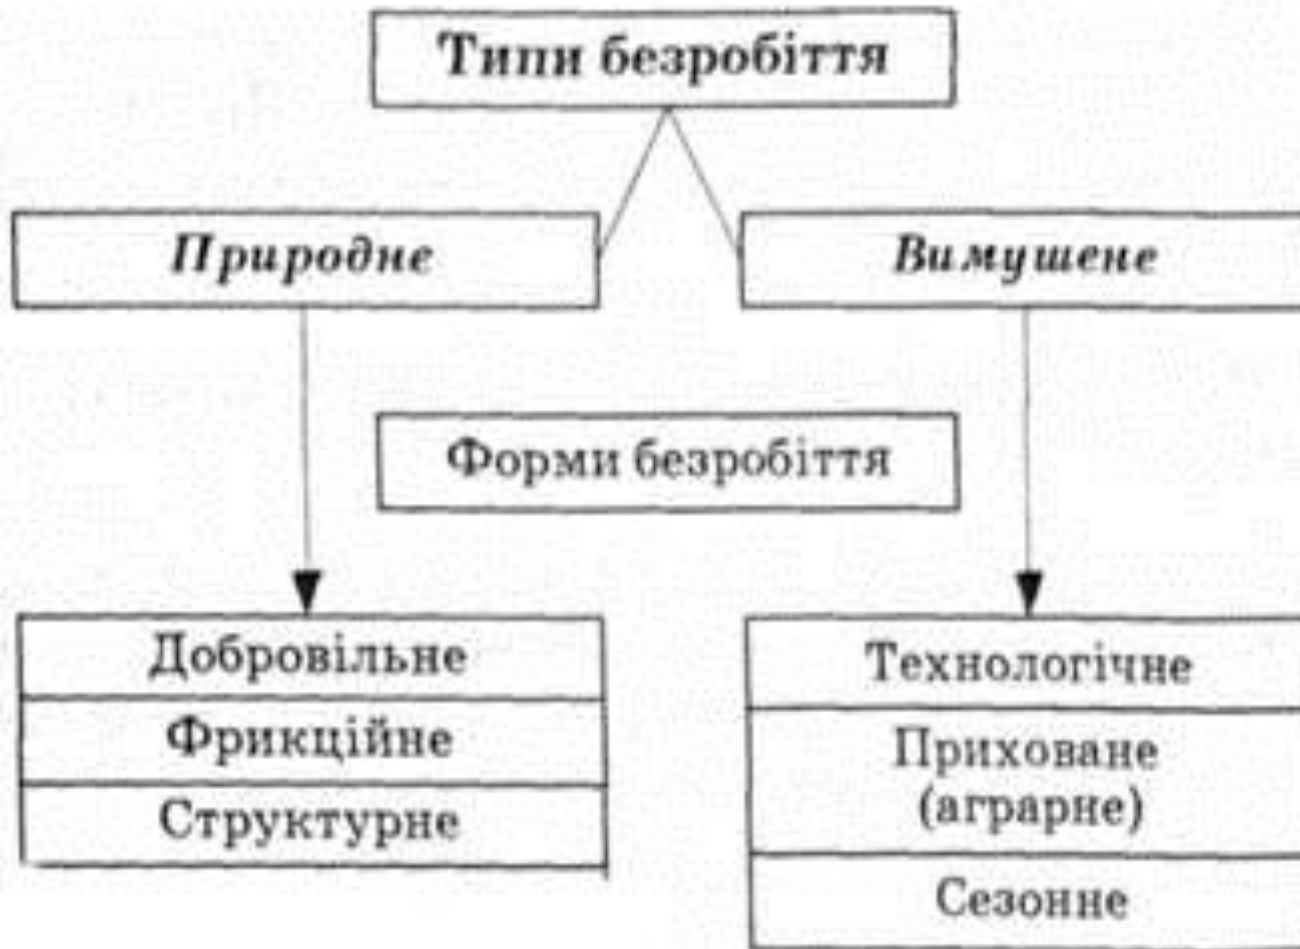 Типи безробіття
Природне
Вимушене
Форми безробіття
Добровільне
Фрикційне
Структурне
Технологічне
Приховане
(аграрне)
Сезонне